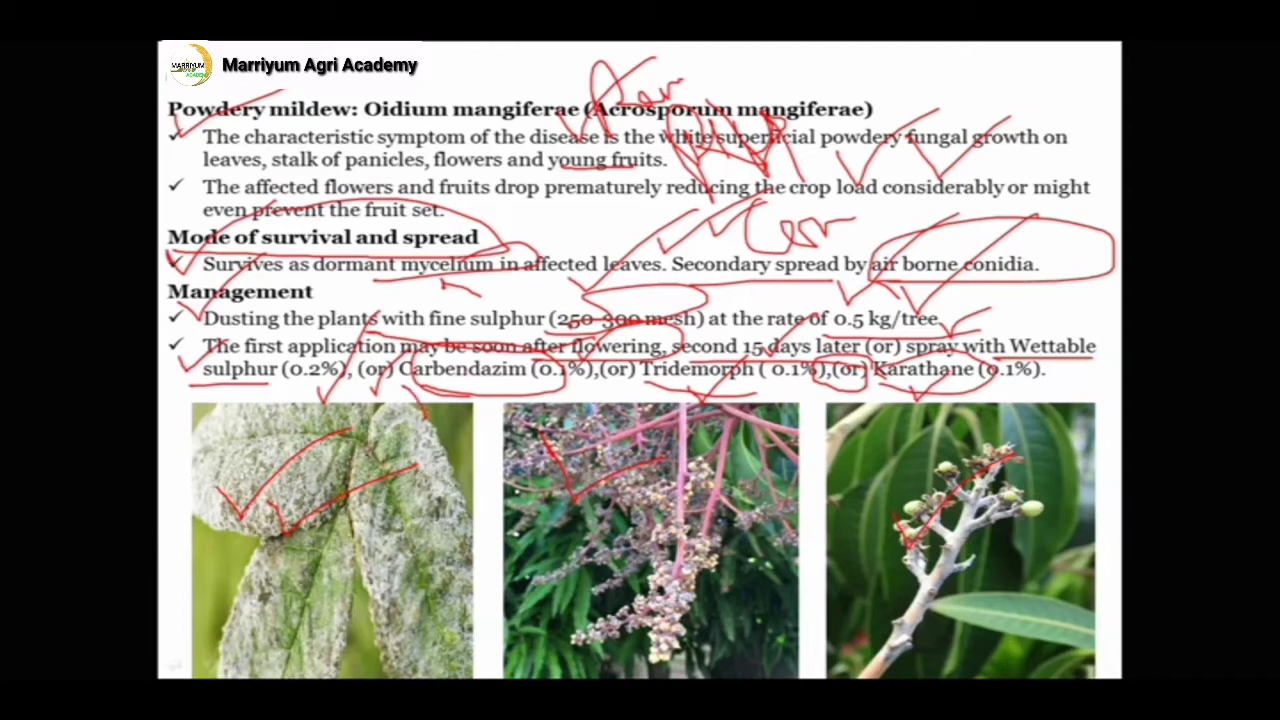 MARRIYUM
ACADEMY
Marriyum Agri Academy
Powdery mildew: Oidium mangiferae (Acrosporum mangiferae)
✓ The characteristic symptom of the disease is the white superficial powdery fungal growth on
leaves, stalk of panicles, flowers and young fruits.
✓ The affected flowers and fruits drop prematurely reducing the crop load considerably or might
even prevent the fruit set.
Mode of survival and spread
✓ Survives as dormant mycelium in affected leaves. Secondary spread by air borne conidia.
Management
✓ Dusting the plants with fine sulphur (250-300 mesh) at the rate of 0.5 kg/tree.
✓ The first application may be soon after flowering, second 15 days later (or) spray with Wettable
sulphur (0.2%), (or) Carbendazim (0.1%),(or) Tridemorph ( 0.1%),(or) Karathane (0.1%).